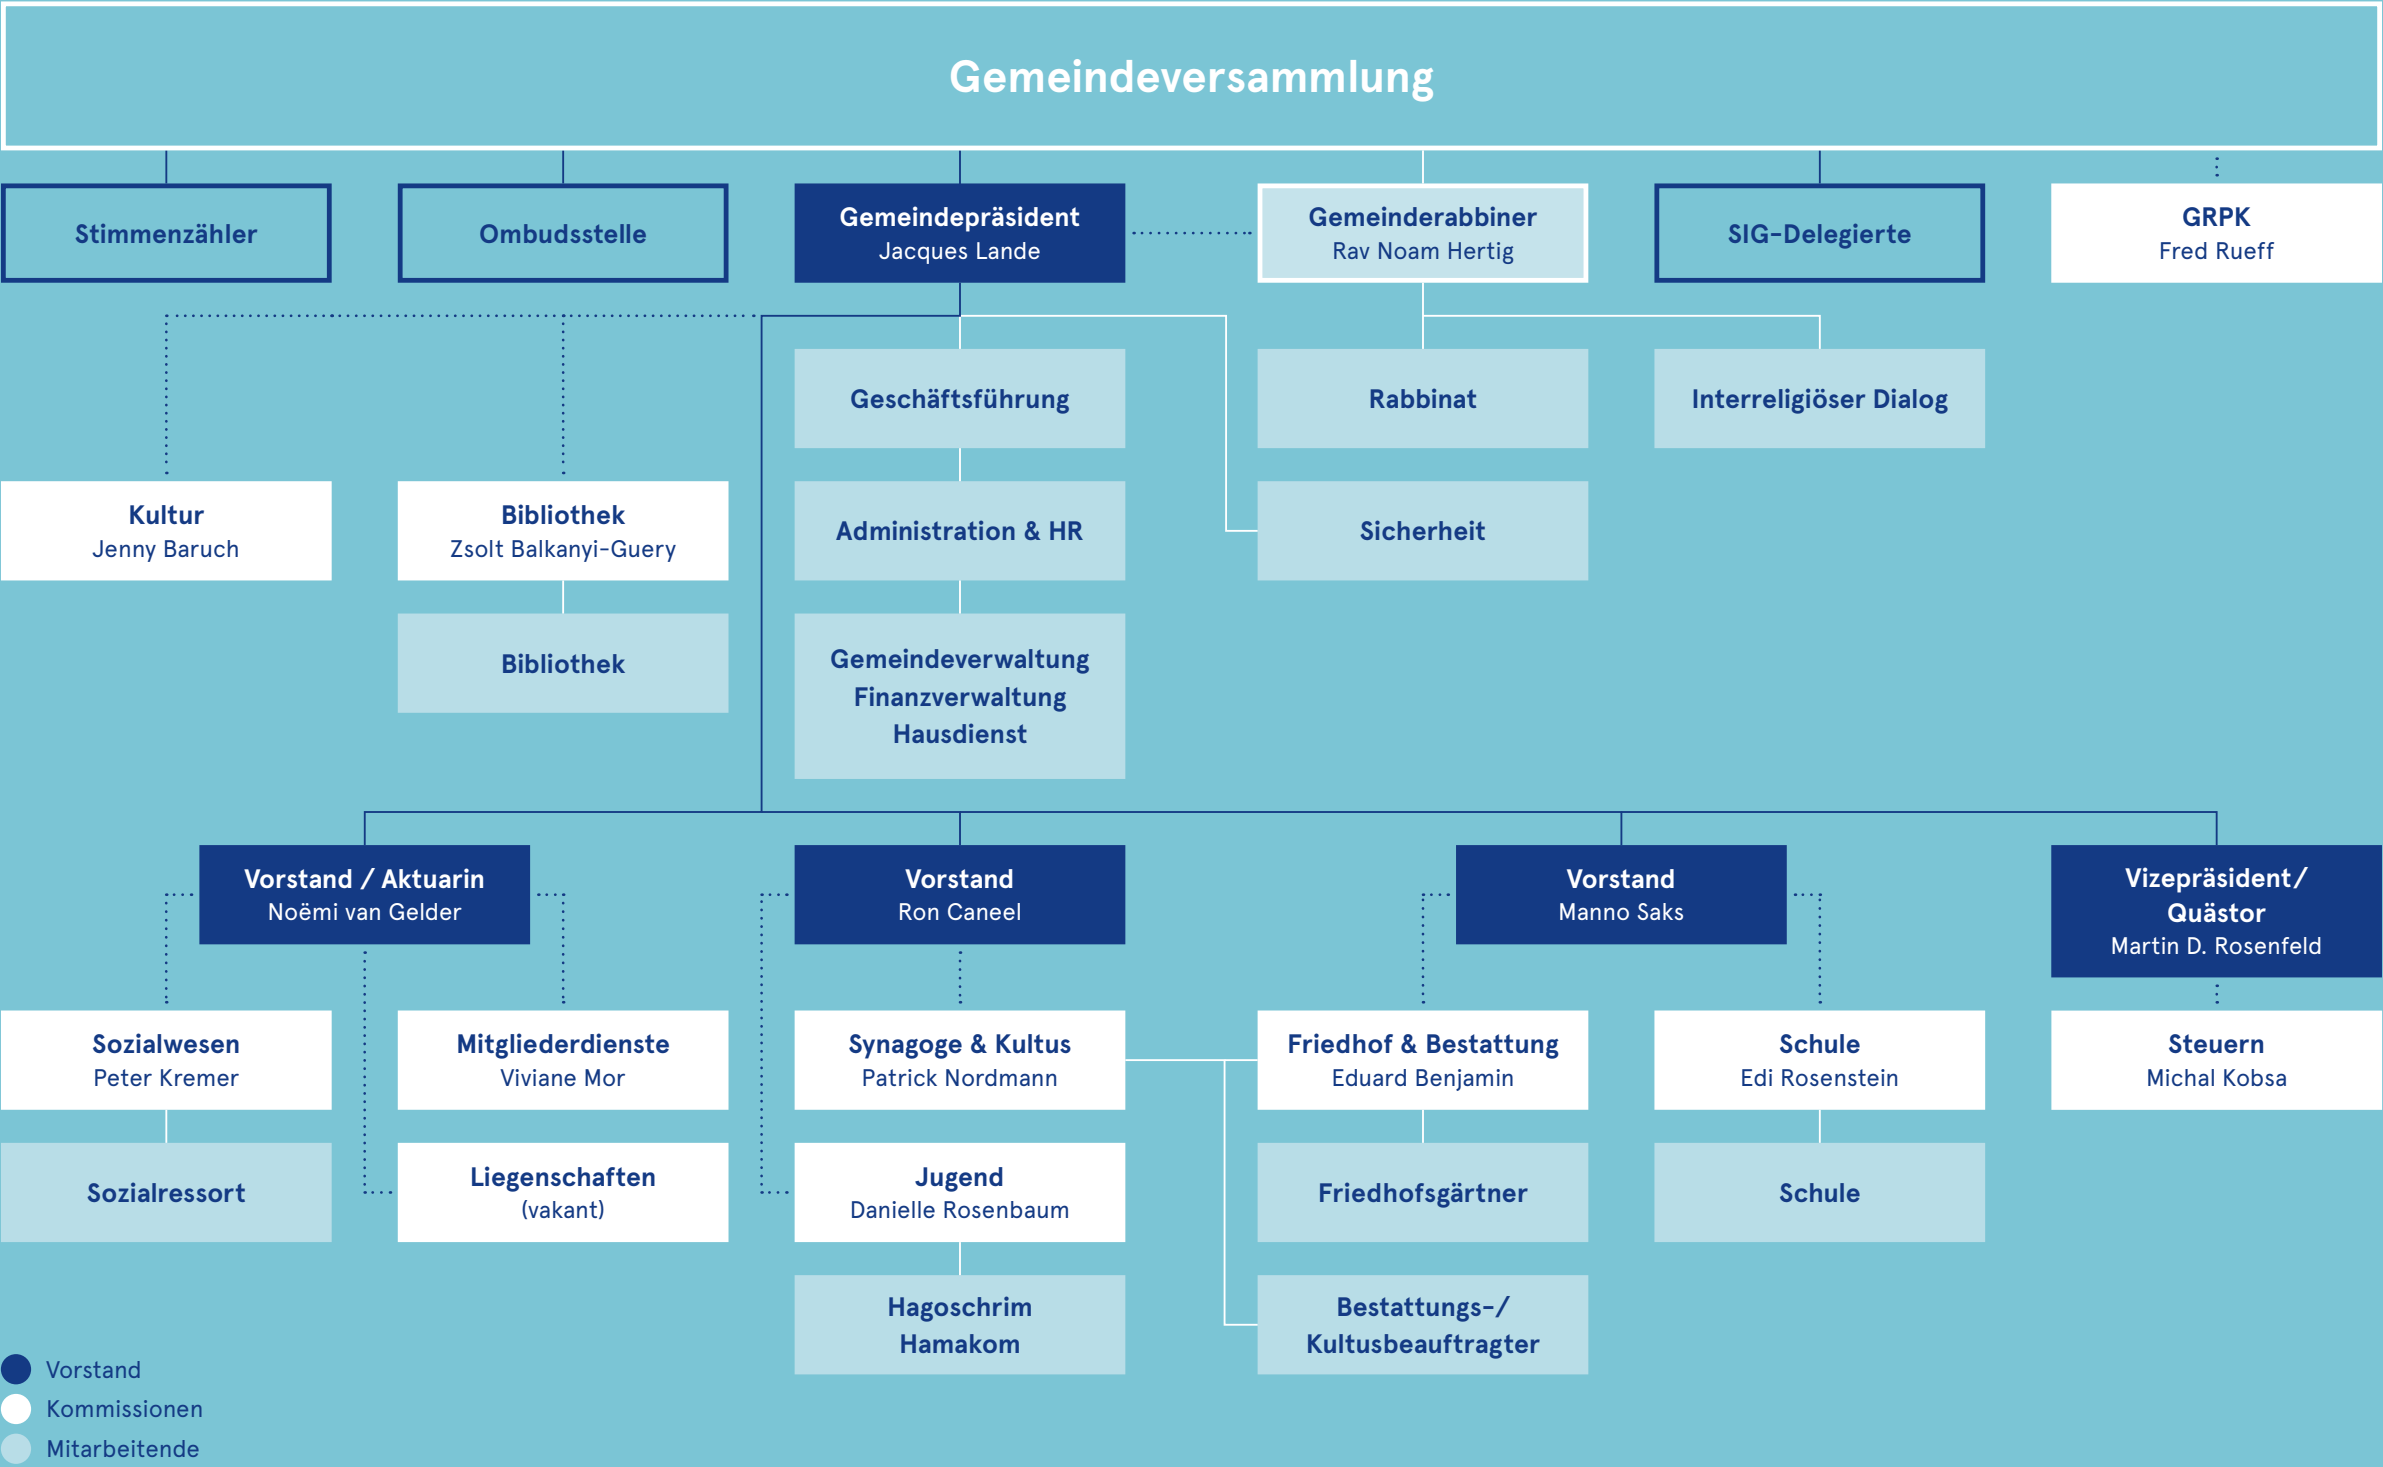 Gemeindeversammlung
Stimmenzähler
Ombudsstelle
Gemeindepräsident
Jacques Lande
Gemeinderabbiner
Rav Noam Hertig
SIG-Delegierte
GRPK
Fred Rueff
Geschäftsführung
Rabbinat
Interreligiöser Dialog
Kultur
Jenny Baruch
Bibliothek
Zsolt Balkanyi-Guery
Administration & HR
Sicherheit
Bibliothek
Gemeindeverwaltung
Finanzverwaltung
Hausdienst
Vorstand / Aktuarin
Noëmi van Gelder
Vorstand
Ron Caneel
Vorstand
Manno Saks
Vizepräsident/
Quästor
Martin D. Rosenfeld
Sozialwesen
Peter Kremer
Mitgliederdienste
Viviane Mor
Synagoge & Kultus
Patrick Nordmann
Friedhof & Bestattung
Eduard Benjamin
Schule
Edi Rosenstein
Steuern
Michal Kobsa
Sozialressort
Liegenschaften
(vakant)
Jugend
Danielle Rosenbaum
Friedhofsgärtner
Schule
Hagoschrim
Hamakom
Bestattungs-/
Kultusbeauftragter
Vorstand
Kommissionen
Mitarbeitende